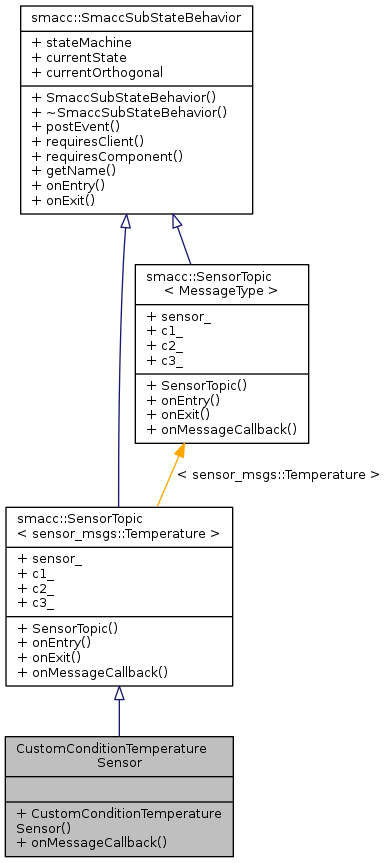 smacc::SmaccSubStateBehavior
+ stateMachine
+ currentState
+ currentOrthogonal
+ SmaccSubStateBehavior()
+ ~SmaccSubStateBehavior()
+ postEvent()
+ requiresClient()
+ requiresComponent()
+ getName()
+ onEntry()
+ onExit()
smacc::SensorTopic
< MessageType >
+ sensor_
+ c1_
+ c2_
+ c3_
+ SensorTopic()
+ onEntry()
+ onExit()
+ onMessageCallback()
< sensor_msgs::Temperature >
smacc::SensorTopic
< sensor_msgs::Temperature >
+ sensor_
+ c1_
+ c2_
+ c3_
+ SensorTopic()
+ onEntry()
+ onExit()
+ onMessageCallback()
CustomConditionTemperature
Sensor
+ CustomConditionTemperature
Sensor()
+ onMessageCallback()